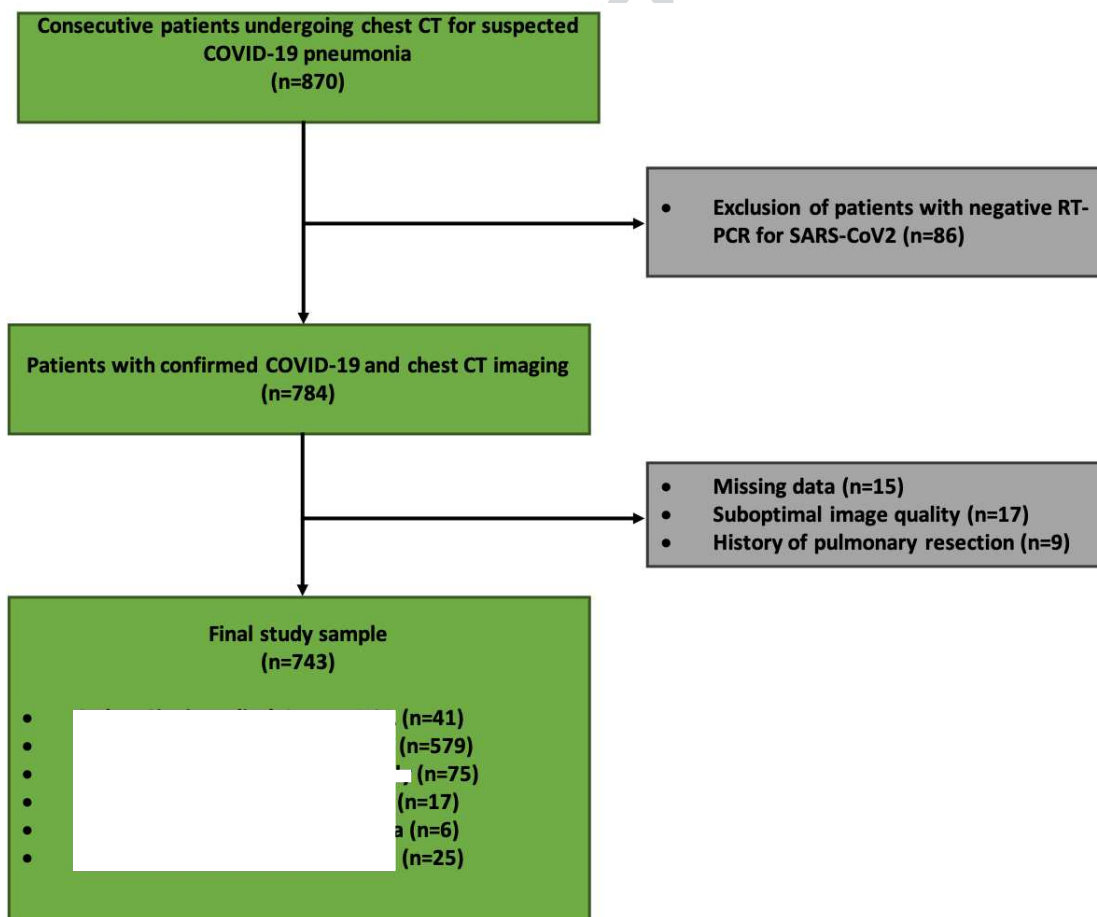 Consecutive patients undergoing chest CT for suspected
COVID-19 pneumonia
(n=870)
• Exclusion of patients with negative RT-
PCR for SARS-CoV2 (n=86)
Patients with confirmed COVID-19 and chest CT imaging
(n=784)
• Missing data (n=15)
• Suboptimal image quality (n=17)
• History of pulmonary resection (n=9)
Final study sample
(n=743)
• (n=41)
• (n=579)
• (n=75)
• (n=17)
• (n=6)
• (n=25)